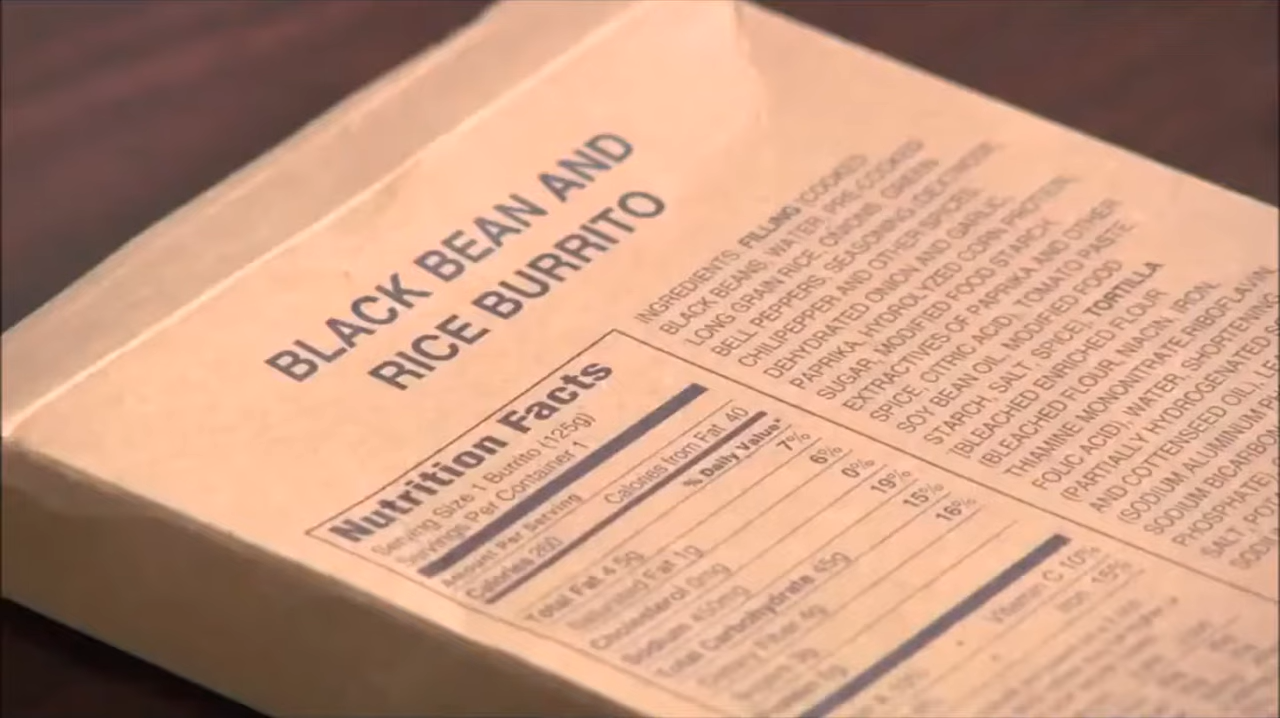 BLACK BEAN AND
RICE BURRITO
Nutrition Facts
Serving Size 1 Burrito (125g)
Servings Per Container 1
Amount Per Serving
Calories 260 Calories from Fat 40
% Daily Value*
Total Fat 4.5g 7%
Saturated Fat 1g 6%
Cholesterol 0mg 0%
Sodium 450mg 19%
Total Carbohydrate 45g 15%
Dietary Fiber 4g 16%
Vitamin C 10%
Iron 15%
INGREDIENTS: FILLING (COOKED
BLACK BEANS, WATER, PRE-COOKED
LONG GRAIN RICE, ONIONS, GREEN
BELL PEPPERS, SEASONING (DEXTROSE,
CHILI PEPPER AND OTHER SPICES,
DEHYDRATED ONION AND GARLIC,
PAPRIKA, HYDROLYZED CORN PROTEIN,
SUGAR, MODIFIED FOOD STARCH,
EXTRACTIVES OF PAPRIKA AND OTHER
SPICE, CITRIC ACID), TOMATO PASTE
SOY BEAN OIL, MODIFIED FOOD
STARCH, SALT, SPICE), TORTILLA
(BLEACHED ENRICHED FLOUR
(BLEACHED FLOUR, NIACIN, IRON,
THIAMINE MONONITRATE, RIBOFLAVIN,
FOLIC ACID), WATER, SHORTENING
(PARTIALLY HYDROGENATED
AND COTTENSEED OIL),
(SODIUM ALUMINUM
SODIUM BICARBO
PHOSPHATE)
SALT,